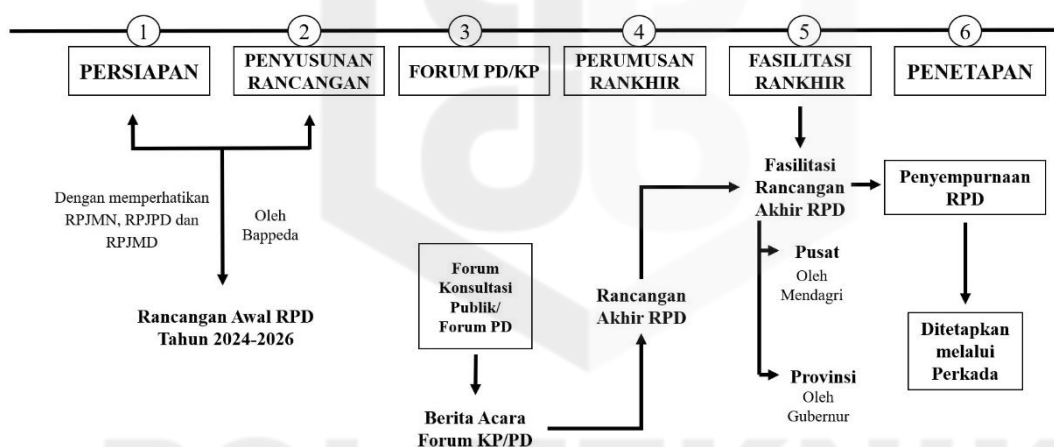 1
2
3
4
5
6
PERSIAPAN
PENYUSUNAN
RANCANGAN
FORUM PD/KP
PERUMUSAN
RANKHIR
FASILITASI
RANKHIR
PENETAPAN
Dengan memperhatikan
RPJMN, RPJPD dan
RPJMD
Oleh
Bappeda
Rancangan Awal RPD
Tahun 2024-2026
Forum
Konsultasi
Publik/
Forum PD
Berita Acara
Forum KP/PD
Rancangan
Akhir RPD
Fasilitasi
Rancangan
Akhir RPD
Pusat
Oleh
Mendagri
Provinsi
Oleh
Gubernur
Penyempurnaan
RPD
Ditetapkan
melalui
Perkada